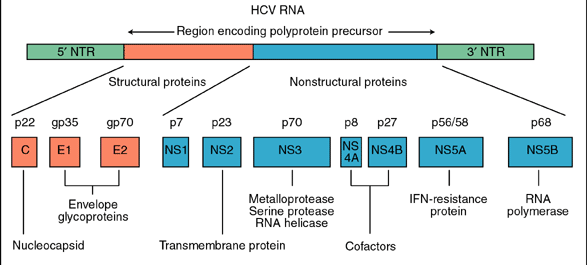 HCV RNA
Region encoding polyprotein precursor
5′ NTR
3′ NTR
Structural proteins
Nonstructural proteins
p22 gp35 gp70 p7 p23 p70 p8 p27 p56/58 p68
C E1 E2 NS1 NS2 NS3 NS 4A NS4B NS5A NS5B
Envelope
glycoproteins
Metalloprotease
Serine protease
RNA helicase
IFN-resistance
protein
RNA
polymerase
Nucleocapsid
Transmembrane protein
Cofactors